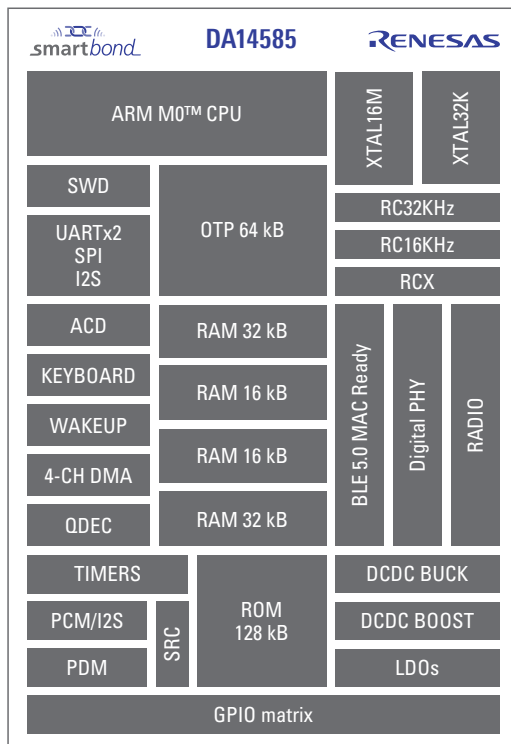 smartbond
DA14585
RENESAS
ARM M0™ CPU
XTAL16M
XTAL32K
SWD
UARTx2
SPI
I2S
OTP 64 kB
RC32KHz
RC16KHz
RCX
ACD
KEYBOARD
WAKEUP
4-CH DMA
QDEC
RAM 32 kB
RAM 16 kB
RAM 16 kB
RAM 32 kB
BLE 5.0 MAC Ready
Digital PHY
RADIO
TIMERS
PCM/I2S
PDM
SRC
ROM
128 kB
DCDC BUCK
DCDC BOOST
LDOs
GPIO matrix